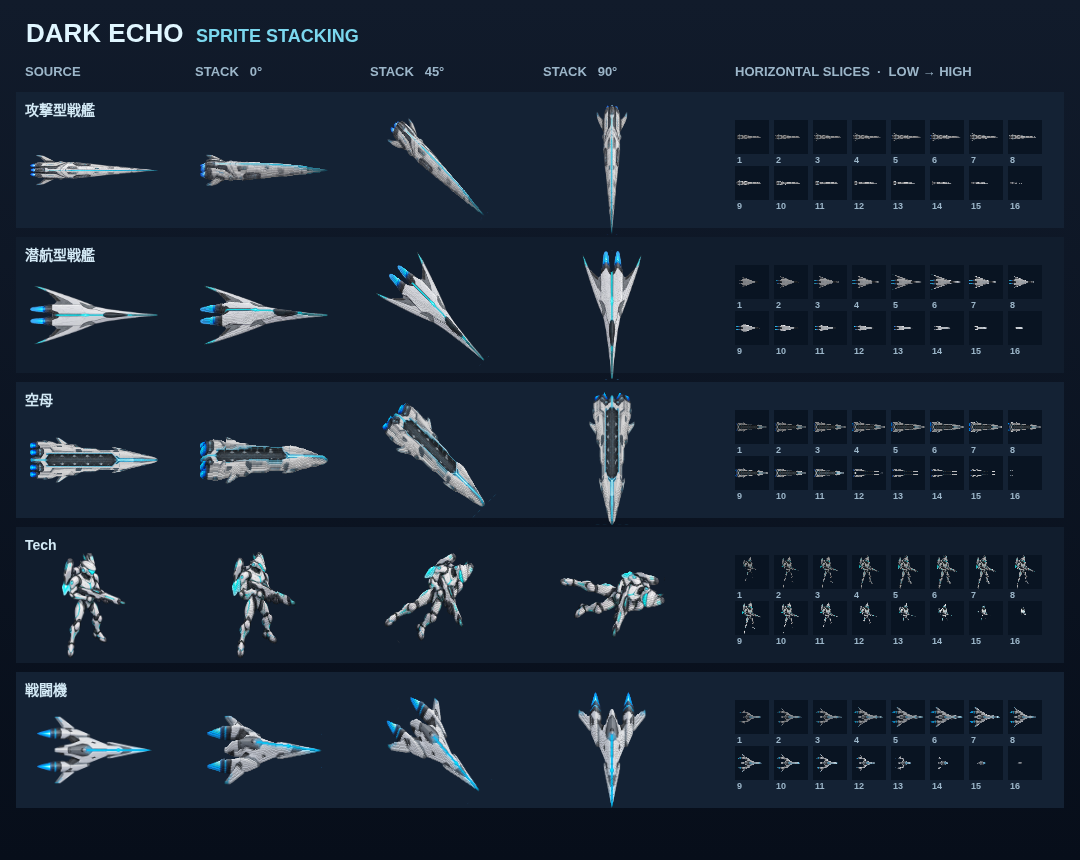 DARK ECHO SPRITE STACKING
SOURCE STACK 0° STACK 45° STACK 90° HORIZONTAL SLICES · LOW → HIGH
攻撃型戦艦
1 2 3 4 5 6 7 8
9 10 11 12 13 14 15 16
潜航型戦艦
1 2 3 4 5 6 7 8
9 10 11 12 13 14 15 16
空母
1 2 3 4 5 6 7 8
9 10 11 12 13 14 15 16
Tech
1 2 3 4 5 6 7 8
9 10 11 12 13 14 15 16
戦闘機
1 2 3 4 5 6 7 8
9 10 11 12 13 14 15 16